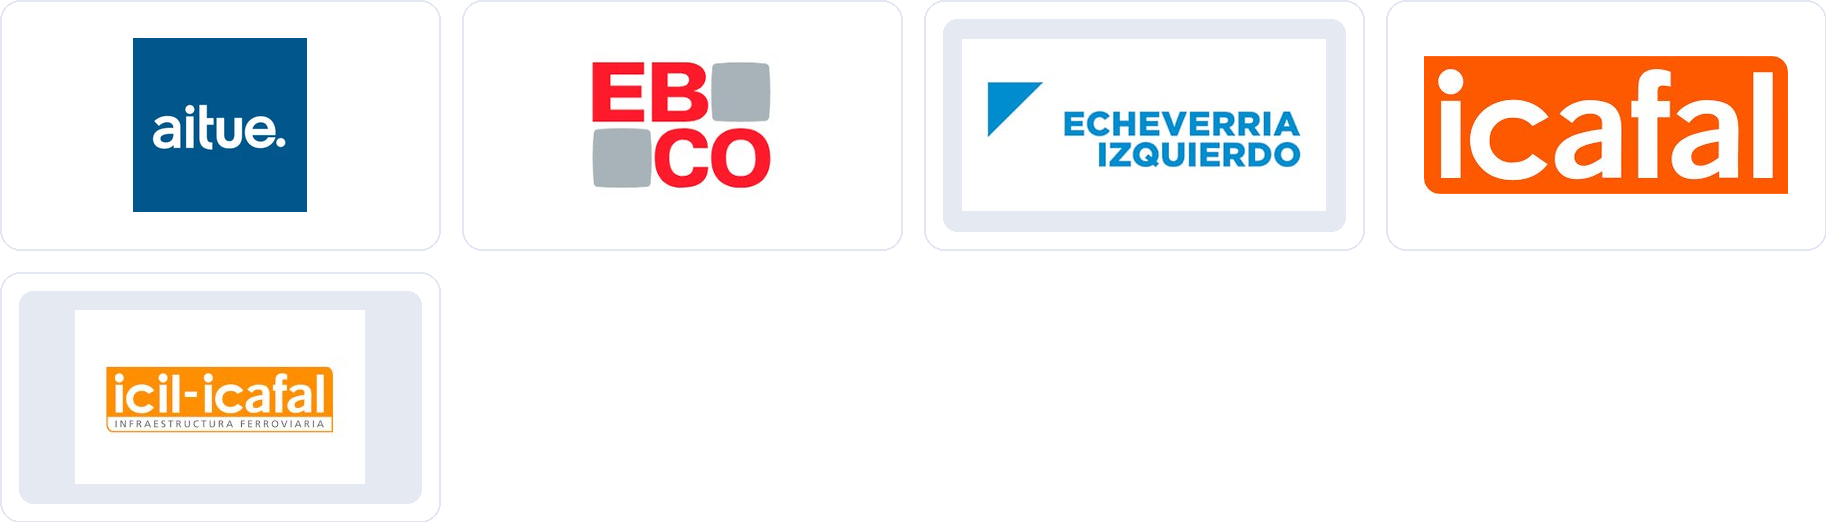 aitue.
EB
CO
ECHEVERRIA
IZQUIERDO
icafal
icil-icafal
INFRAESTRUCTURA FERROVIARIA